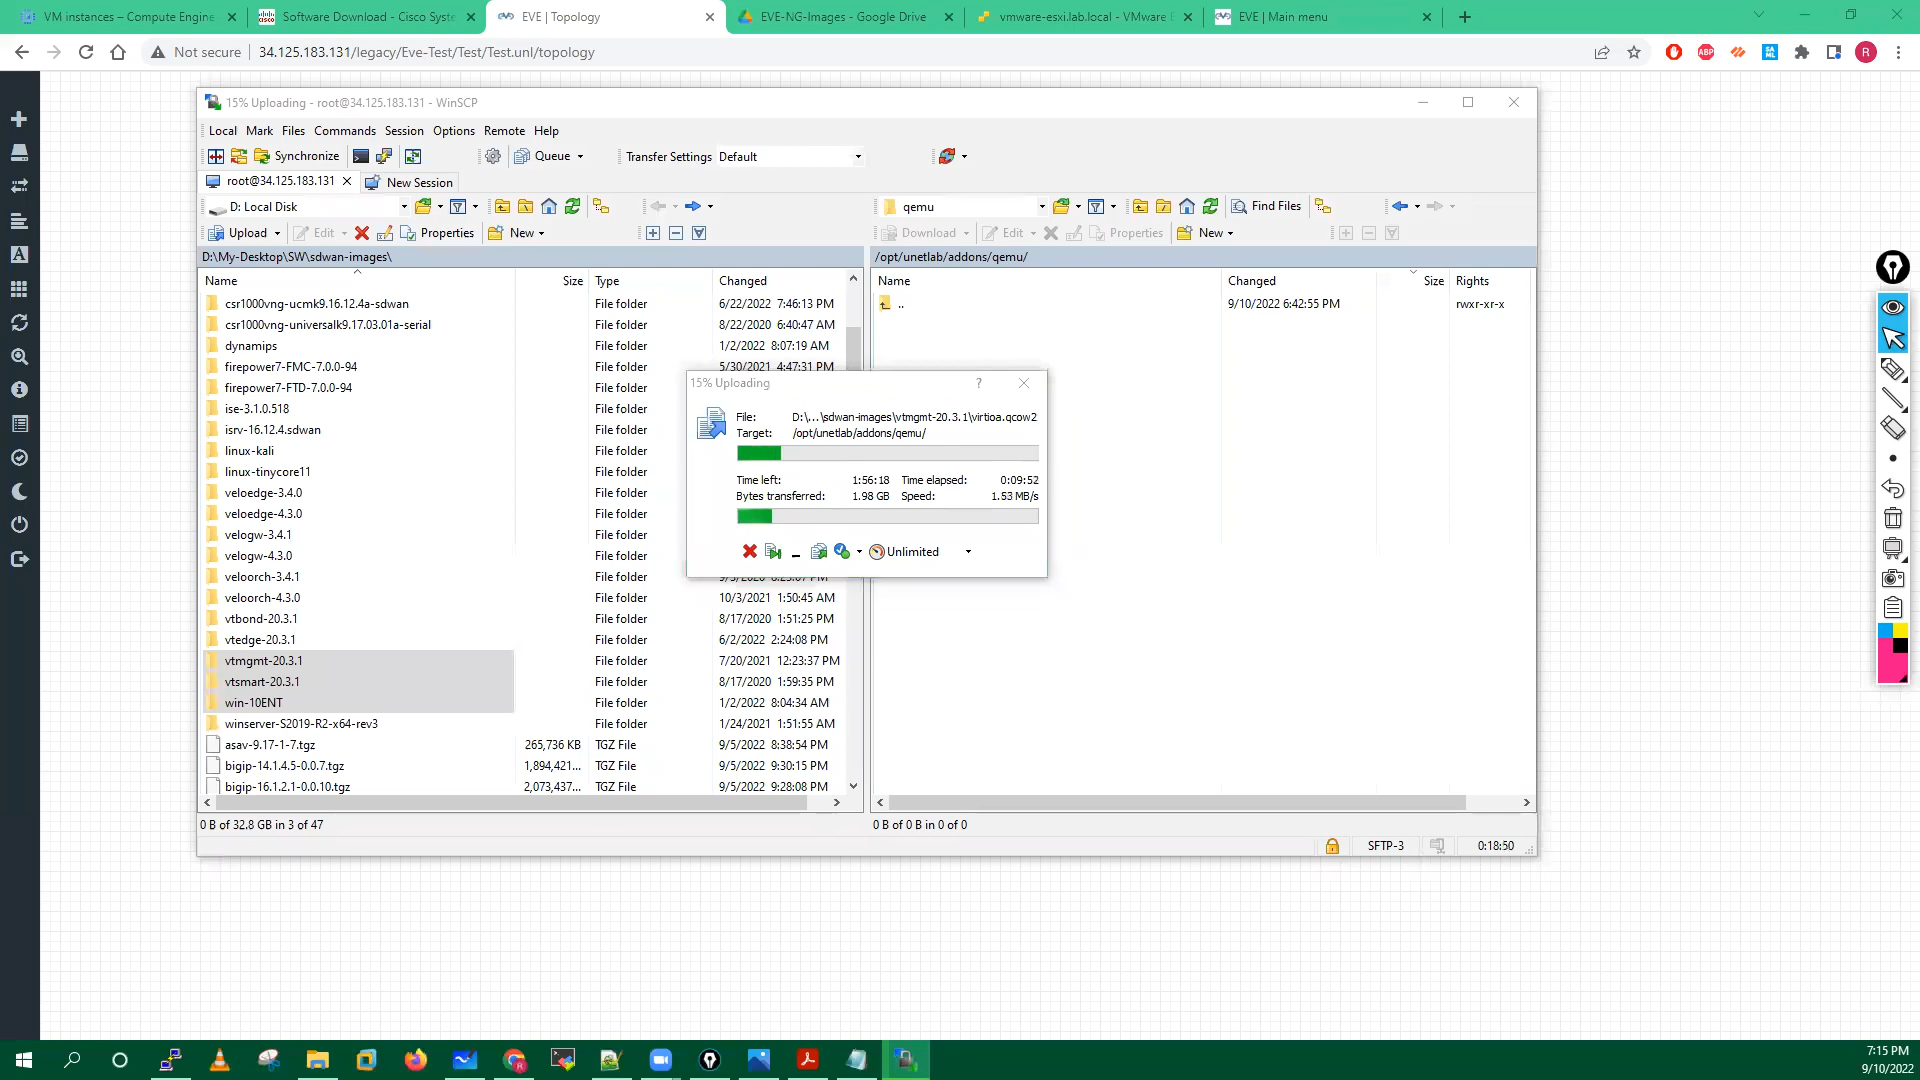 VM instances – Compute Engine
Software Download - Cisco Syste
EVE | Topology
EVE-NG-Images - Google Drive
vmware-esxi.lab.local - VMware E
EVE | Main menu
Not secure
34.125.183.131/legacy/Eve-Test/Test/Test.unl/topology
15% Uploading - root@34.125.183.131 - WinSCP
Local Mark Files Commands Session Options Remote Help
Synchronize Queue Transfer Settings Default
root@34.125.183.131 New Session
D: Local Disk
qemu Find Files
Upload Edit Properties New
Download Edit Properties New
D:\My-Desktop\SW\sdwan-images\
/opt/unetlab/addons/qemu/
Name Size Type Changed
Name Changed Size Rights
.. 9/10/2022 6:42:55 PM rwxr-xr-x
csr1000vng-ucmk9.16.12.4a-sdwan File folder 6/22/2022 7:46:13 PM
csr1000vng-universalk9.17.03.01a-serial File folder 8/22/2020 6:40:47 AM
dynamips File folder 1/2/2022 8:07:19 AM
firepower7-FMC-7.0.0-94 File folder 5/30/2021 4:47:31 PM
firepower7-FTD-7.0.0-94 File folder
ise-3.1.0.518 File folder
isrv-16.12.4.sdwan File folder
linux-kali File folder
linux-tinycore11 File folder
veloedge-3.4.0 File folder
veloedge-4.3.0 File folder
velogw-3.4.1 File folder
velogw-4.3.0 File folder
veloorch-3.4.1 File folder
veloorch-4.3.0 File folder 10/3/2021 1:50:45 AM
vtbond-20.3.1 File folder 8/17/2020 1:51:25 PM
vtedge-20.3.1 File folder 6/2/2022 2:24:08 PM
vtmgmt-20.3.1 File folder 7/20/2021 12:23:37 PM
vtsmart-20.3.1 File folder 8/17/2020 1:59:35 PM
win-10ENT File folder 1/2/2022 8:04:34 AM
winserver-S2019-R2-x64-rev3 File folder 1/24/2021 1:51:55 AM
asav-9.17-1-7.tgz 265,736 KB TGZ File 9/5/2022 8:38:54 PM
bigip-14.1.4.5-0.0.7.tgz 1,894,421... TGZ File 9/5/2022 9:30:15 PM
bigip-16.1.2.1-0.0.10.tgz 2,073,437... TGZ File 9/5/2022 9:28:08 PM
15% Uploading ?
File: D:\...\sdwan-images\vtmgmt-20.3.1\virtioa.qcow2
Target: /opt/unetlab/addons/qemu/
Time left: 1:56:18 Time elapsed: 0:09:52
Bytes transferred: 1.98 GB Speed: 1.53 MB/s
Unlimited
0 B of 32.8 GB in 3 of 47
0 B of 0 B in 0 of 0
SFTP-3 0:18:50
7:15 PM
9/10/2022